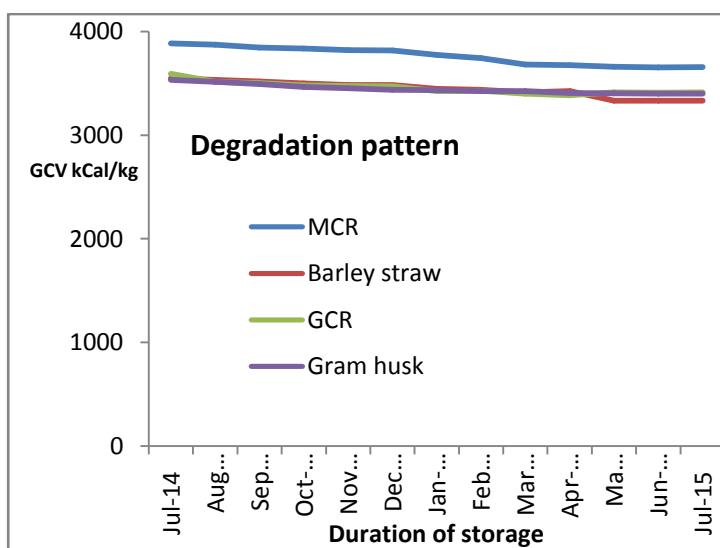 4000
3000
2000
1000
0
GCV kCal/kg
Degradation pattern
MCR
Barley straw
GCR
Gram husk
Jul-14
Aug...
Sep...
Oct-...
Nov...
Dec...
Jan-...
Feb...
Mar...
Apr-...
Ma...
Jun-...
Jul-15
Duration of storage